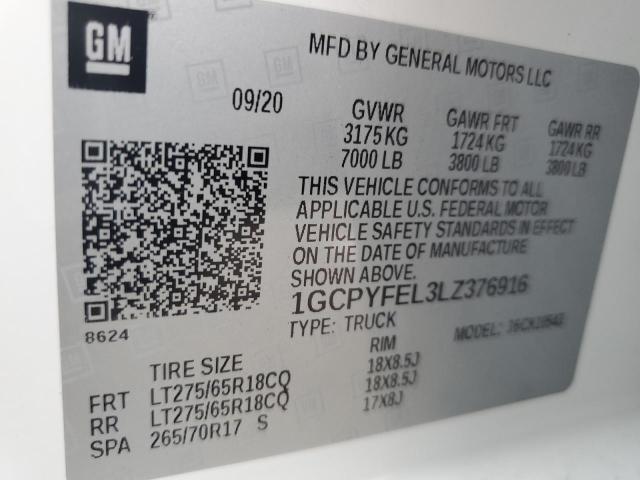 GM
MFD BY GENERAL MOTORS LLC
09/20 GVWR GAWR FRT GAWR RR
3175 KG 1724 KG 1724 KG
7000 LB 3800 LB 3800 LB
THIS VEHICLE CONFORMS TO ALL
APPLICABLE U.S. FEDERAL MOTOR
VEHICLE SAFETY STANDARDS IN EFFECT
ON THE DATE OF MANUFACTURE
SHOWN ABOVE.
1GCPYFEL3LZ376916
8624
TYPE: TRUCK MODEL:
TIRE SIZE RIM
FRT LT275/65R18CQ 18X8.5J
RR LT275/65R18CQ 18X8.5J
SPA 265/70R17 S 17X8J